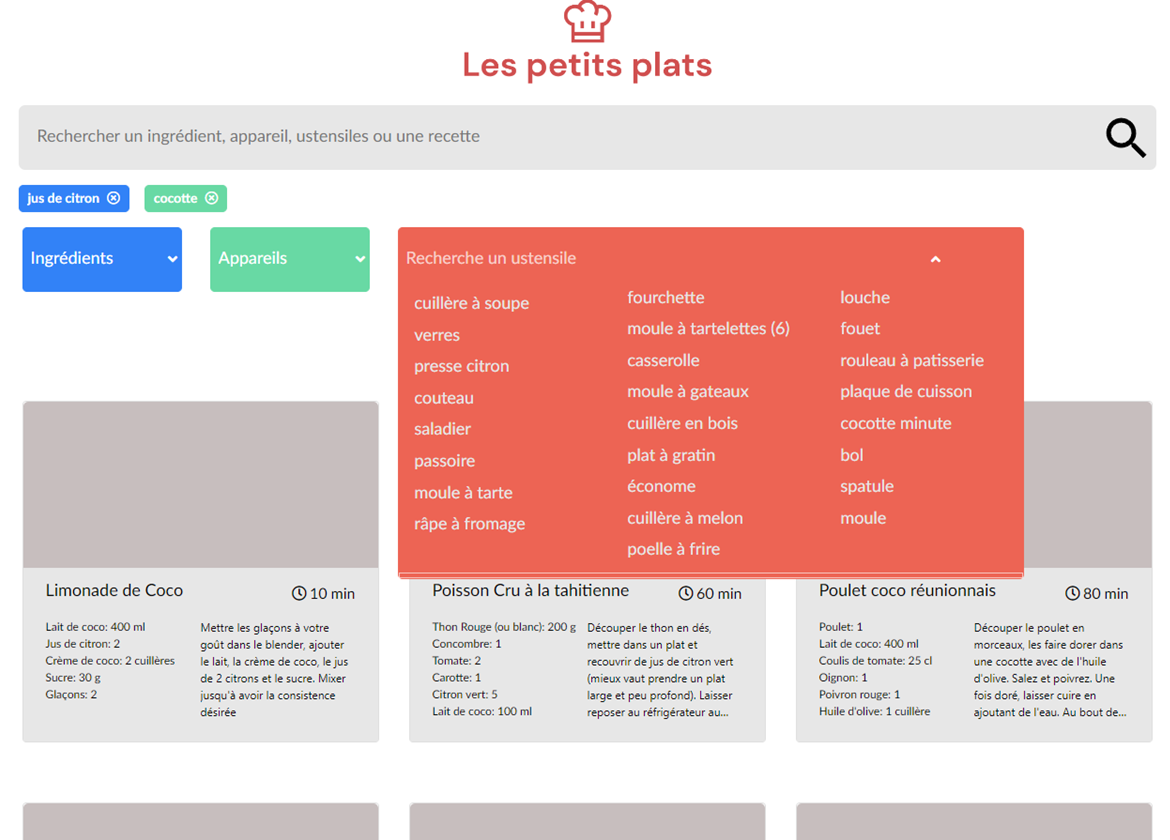 Les petits plats
Rechercher un ingrédient, appareil, ustensiles ou une recette
jus de citron
cocotte
Ingrédients
Appareils
Recherche un ustensile
cuillère à soupe
verres
presse citron
couteau
saladier
passoire
moule à tarte
râpe à fromage
fourchette
moule à tartelettes (6)
casserolle
moule à gateaux
cuillère en bois
plat à gratin
économe
cuillère à melon
poelle à frire
louche
fouet
rouleau à patisserie
plaque de cuisson
cocotte minute
bol
spatule
moule
Limonade de Coco
10 min
Lait de coco: 400 ml
Jus de citron: 2
Crème de coco: 2 cuillères
Sucre: 30 g
Glaçons: 2
Mettre les glaçons à votre
goût dans le blender, ajouter
le lait, la crème de coco, le jus
de 2 citrons et le sucre. Mixer
jusqu'à avoir la consistence
désirée
Poisson Cru à la tahitienne
60 min
Thon Rouge (ou blanc): 200 g
Concombre: 1
Tomate: 2
Carotte: 1
Citron vert: 5
Lait de coco: 100 ml
Découper le thon en dés,
mettre dans un plat et
recouvrir de jus de citron vert
(mieux vaut prendre un plat
large et peu profond). Laisser
reposer au réfrigérateur au...
Poulet coco réunionnais
80 min
Poulet: 1
Lait de coco: 400 ml
Coulis de tomate: 25 cl
Oignon: 1
Poivron rouge: 1
Huile d'olive: 1 cuillère
Découper le poulet en
morceaux, les faire dorer dans
une cocotte avec de l'huile
d'olive. Salez et poivrez. Une
fois doré, laisser cuire en
ajoutant de l'eau. Au bout de...